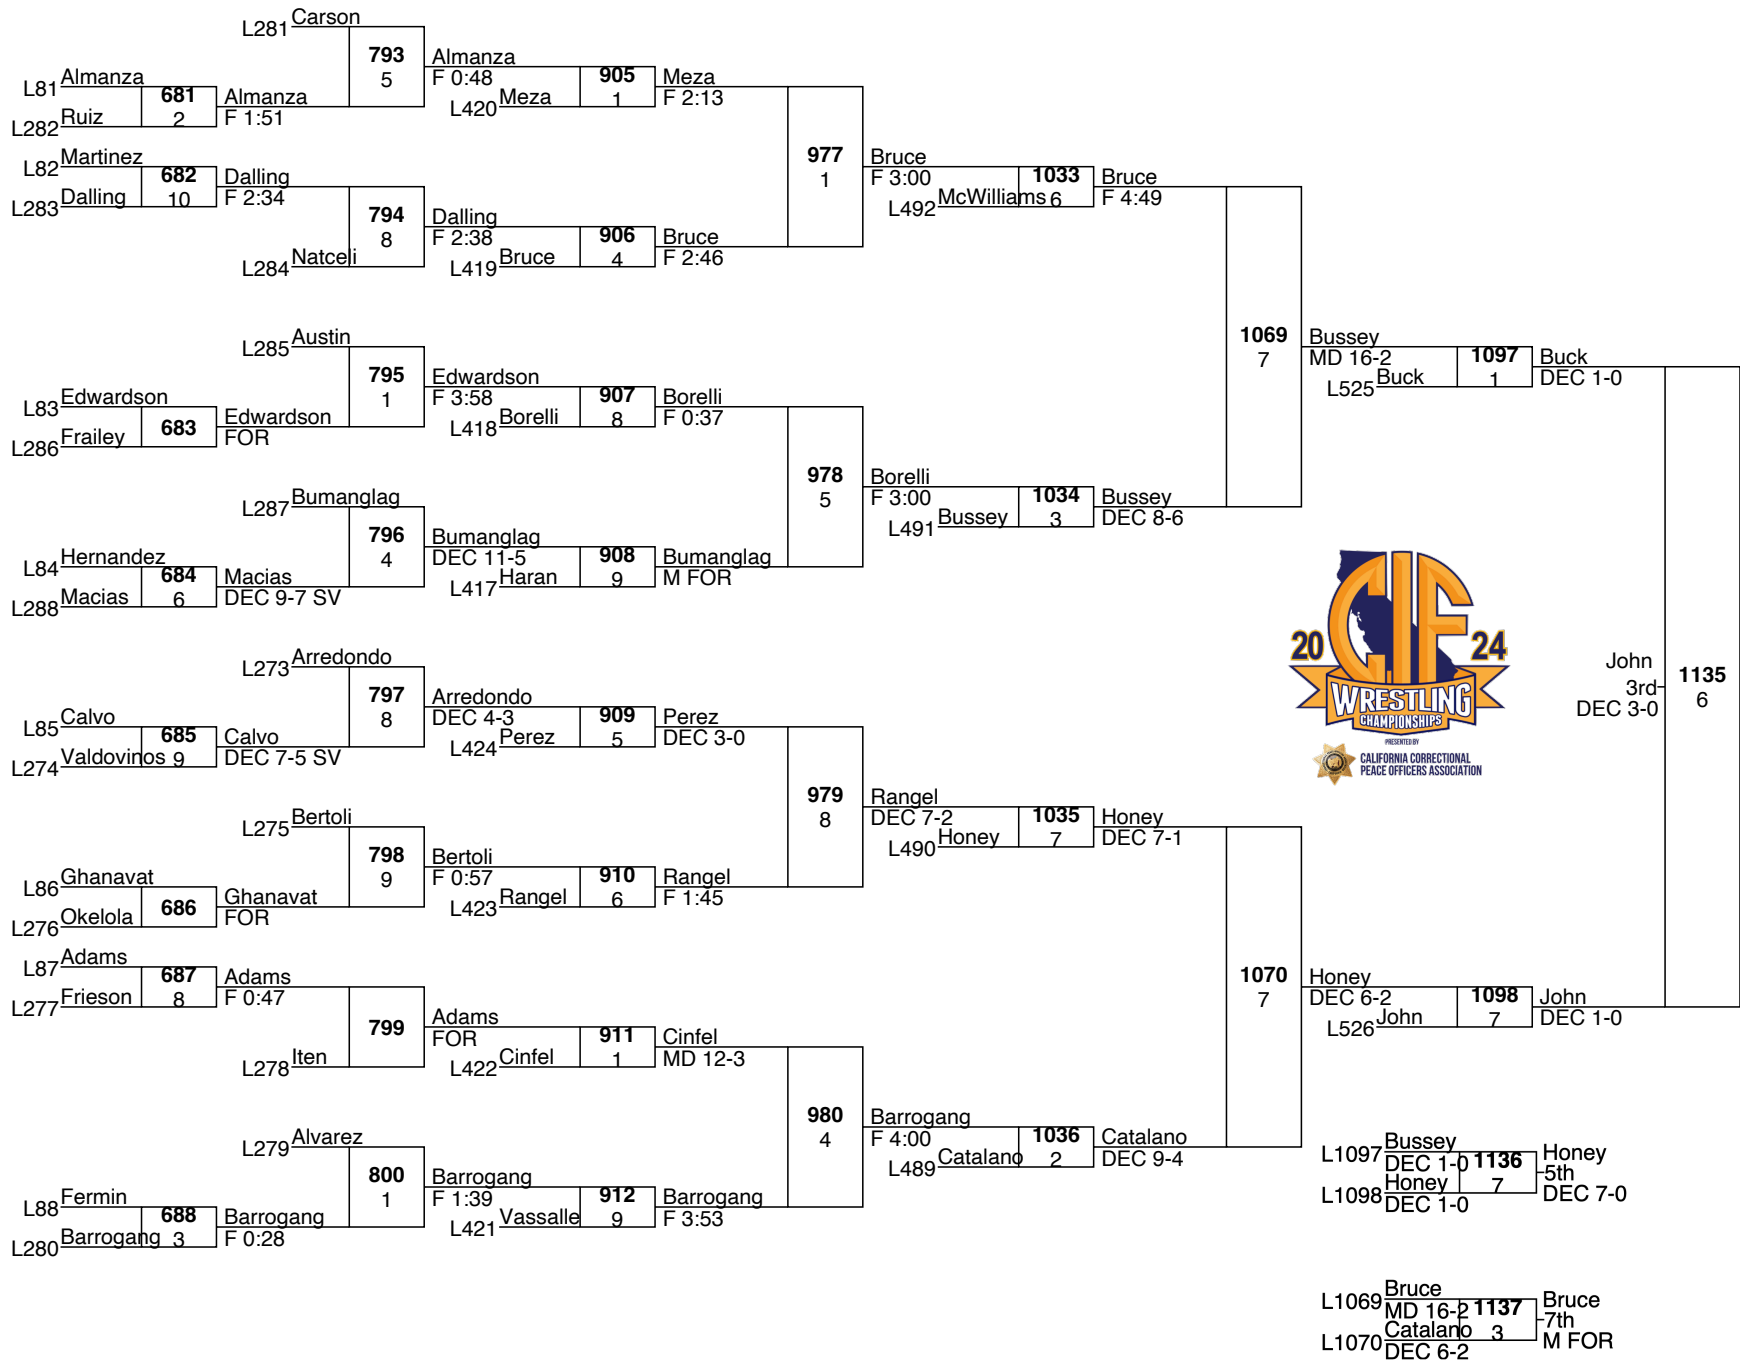 Carson
L281
793
5
Almanza
F 0:48
905
1
Meza
F 2:13
L81
Almanza
681
2
Almanza
F 1:51
L420
Meza
L282
Ruiz
L82
Martinez
682
10
Dalling
F 2:34
977
1
Bruce
F 3:00
1033
6
Bruce
F 4:49
L283
Dalling
L492
McWilliams
794
8
Dalling
F 2:38
906
4
Bruce
F 2:46
L284
Natceli
L419
Bruce
L285
Austin
1069
7
Bussey
MD 16-2
1097
1
Buck
DEC 1-0
795
1
Edwardson
F 3:58
907
8
Borelli
F 0:37
L525
Buck
L83
Edwardson
683
Edwardson
FOR
L418
Borelli
L286
Frailey
978
5
Borelli
F 3:00
1034
3
Bussey
DEC 8-6
L287
Bumanglag
L491
Bussey
796
4
Bumanglag
DEC 11-5
908
9
Bumanglag
M FOR
L84
Hernandez
684
6
Macias
DEC 9-7 SV
L417
Haran
L288
Macias
20
CIF
24
WRESTLING
CHAMPIONSHIPS
PRESENTED BY
CALIFORNIA CORRECTIONAL
PEACE OFFICERS ASSOCIATION
John
3rd
DEC 3-0
1135
6
L273
Arredondo
797
8
Arredondo
DEC 4-3
909
5
Perez
DEC 3-0
L85
Calvo
685
9
Calvo
DEC 7-5 SV
L424
Perez
L274
Valdovinos
979
8
Rangel
DEC 7-2
1035
7
Honey
DEC 7-1
L275
Bertoli
L490
Honey
798
9
Bertoli
F 0:57
910
6
Rangel
F 1:45
L86
Ghanavat
686
Ghanavat
FOR
L423
Rangel
L276
Okelola
L87
Adams
687
8
Adams
F 0:47
1070
7
Honey
DEC 6-2
1098
7
John
DEC 1-0
L277
Frieson
L526
John
799
Adams
FOR
911
1
Cinfel
MD 12-3
L278
Iten
L422
Cinfel
980
4
Barrogang
F 4:00
1036
2
Catalano
DEC 9-4
L279
Alvarez
L489
Catalano
800
1
Barrogang
F 1:39
912
9
Barrogang
F 3:53
L88
Fermin
688
3
Barrogang
F 0:28
L421
Vassalle
L280
Barrogang
L1097
Bussey
DEC 1-0
1136
7
Honey
5th
DEC 7-0
L1098
Honey
DEC 1-0
L1069
Bruce
MD 16-2
1137
3
Bruce
7th
M FOR
L1070
Catalano
DEC 6-2